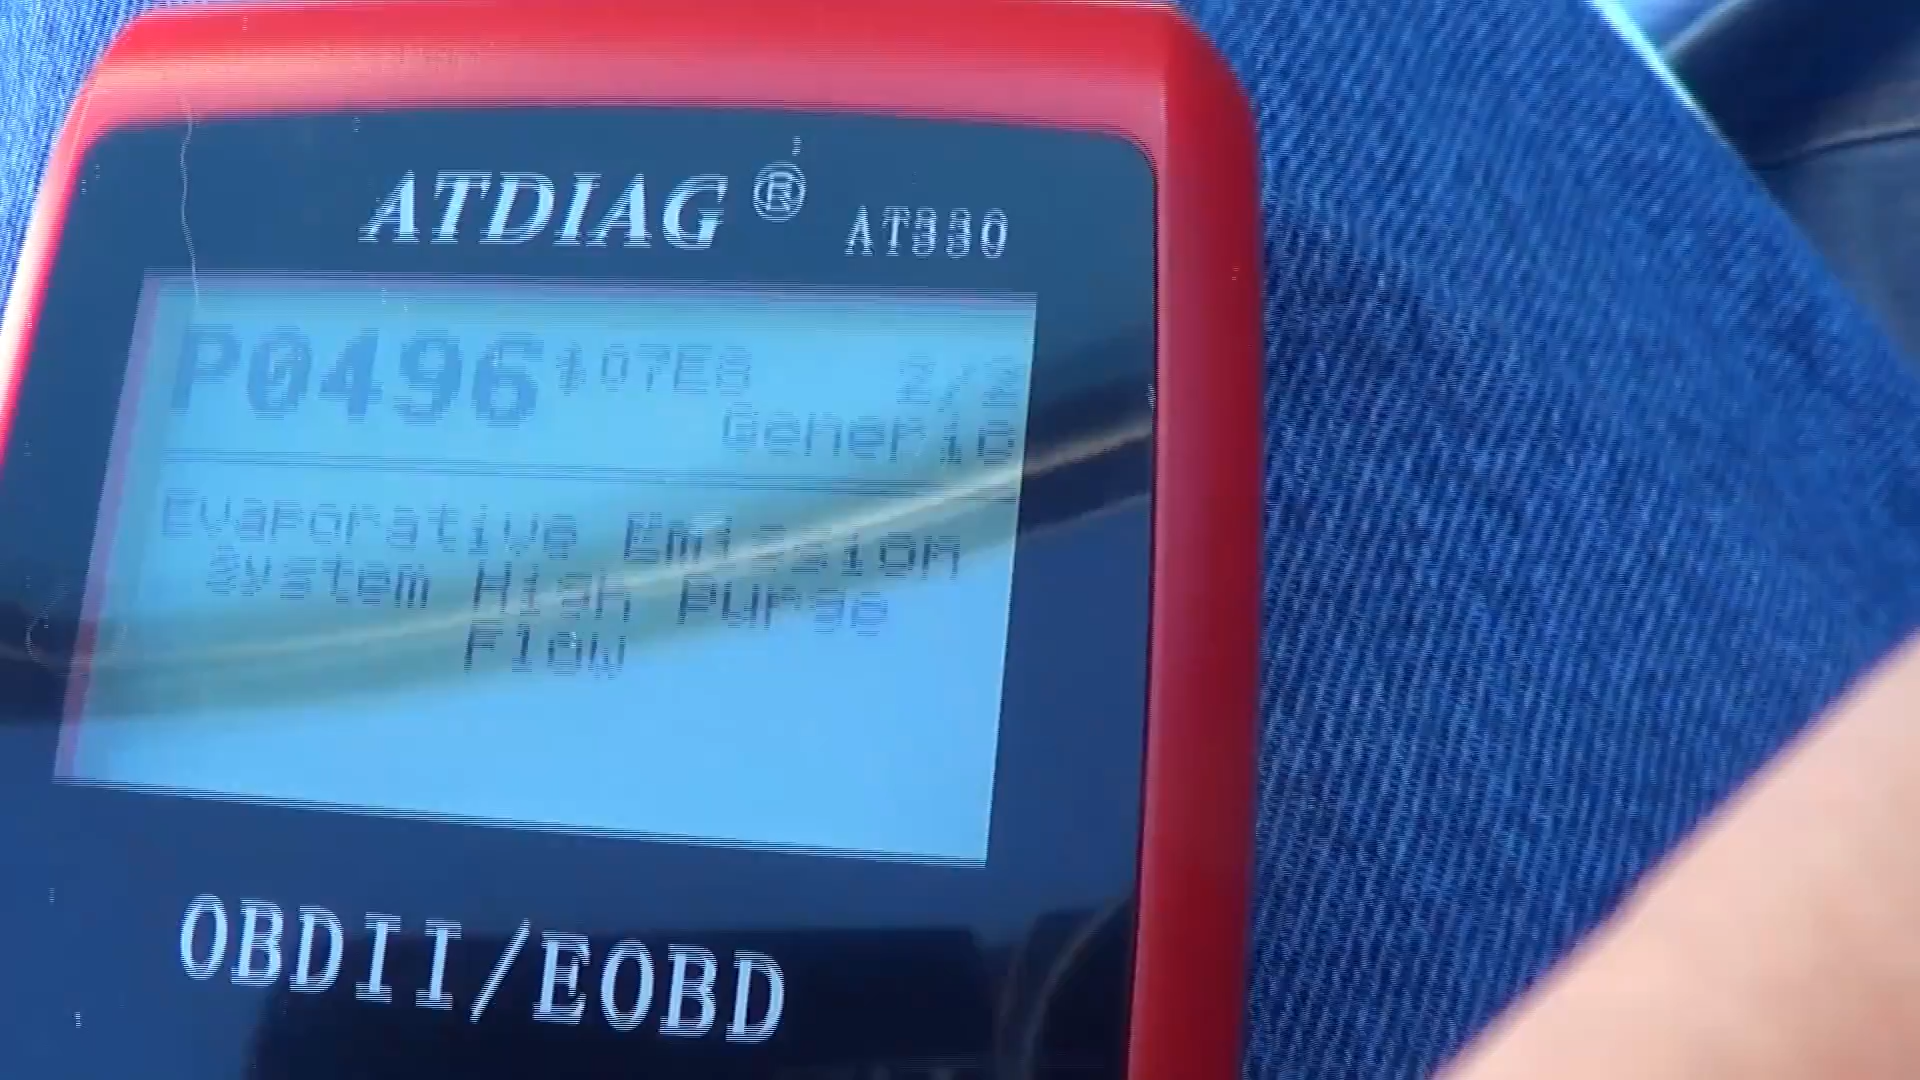 ATDIAG® AT330
P0496 $07E8 2/2
Generic
Evaporative Emission
System High Purge
Flow
OBDII/EOBD